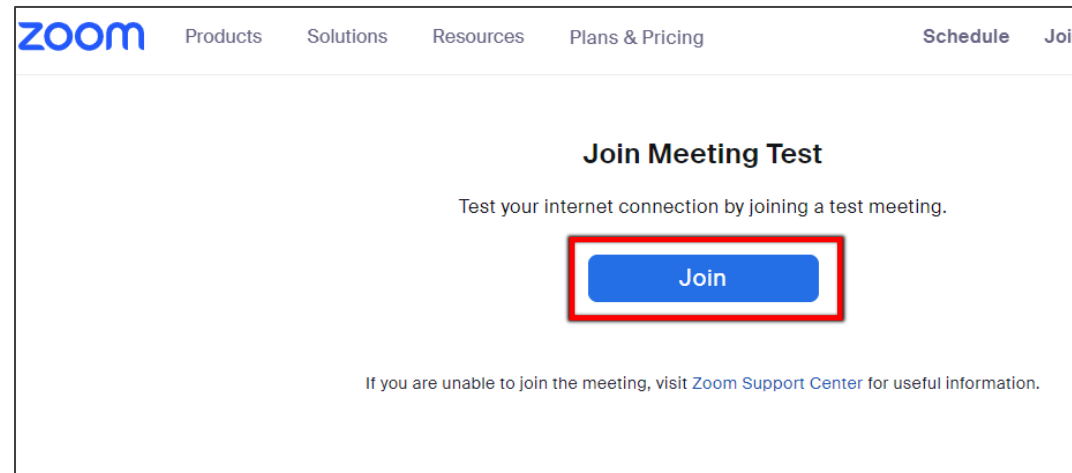 zoom Products Solutions Resources Plans & Pricing Schedule Joi
Join Meeting Test
Test your internet connection by joining a test meeting.
Join
If you are unable to join the meeting, visit Zoom Support Center for useful information.